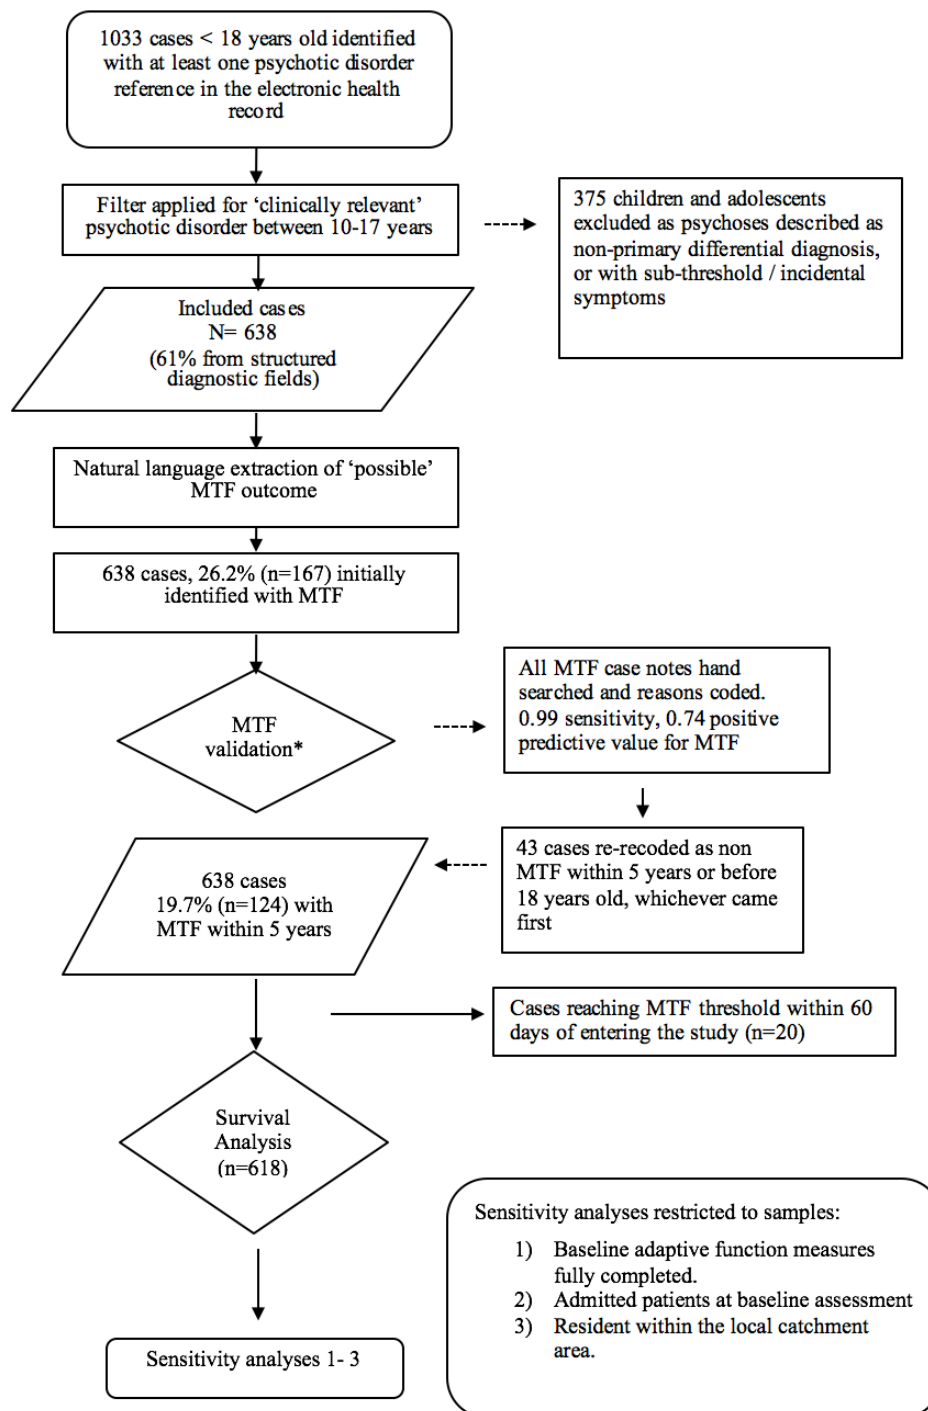 1033 cases < 18 years old identified
with at least one psychotic disorder
reference in the electronic health
record
Filter applied for ‘clinically relevant’
psychotic disorder between 10-17 years
375 children and adolescents
excluded as psychoses described as
non-primary differential diagnosis,
or with sub-threshold / incidental
symptoms
Included cases
N= 638
(61% from structured
diagnostic fields)
Natural language extraction of ‘possible’
MTF outcome
638 cases, 26.2% (n=167) initially
identified with MTF
MTF
validation*
All MTF case notes hand
searched and reasons coded.
0.99 sensitivity, 0.74 positive
predictive value for MTF
43 cases re-recoded as non
MTF within 5 years or before
18 years old, whichever came
first
638 cases
19.7% (n=124) with
MTF within 5 years
Cases reaching MTF threshold within 60
days of entering the study (n=20)
Survival
Analysis
(n=618)
Sensitivity analyses restricted to samples:
1) Baseline adaptive function measures
fully completed.
2) Admitted patients at baseline assessment
3) Resident within the local catchment
area.
Sensitivity analyses 1- 3